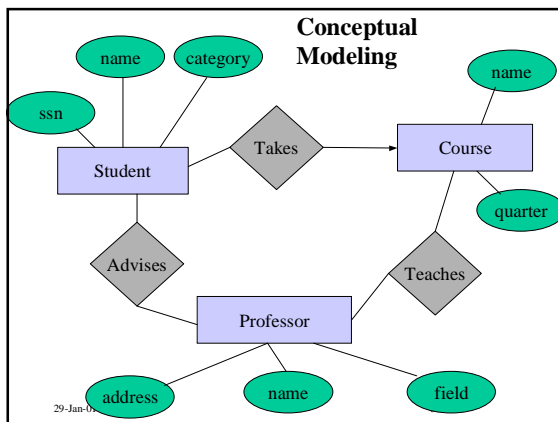 Conceptual
Modeling
name
category
name
ssn
Takes
Course
Student
quarter
Advises
Teaches
Professor
address
name
field